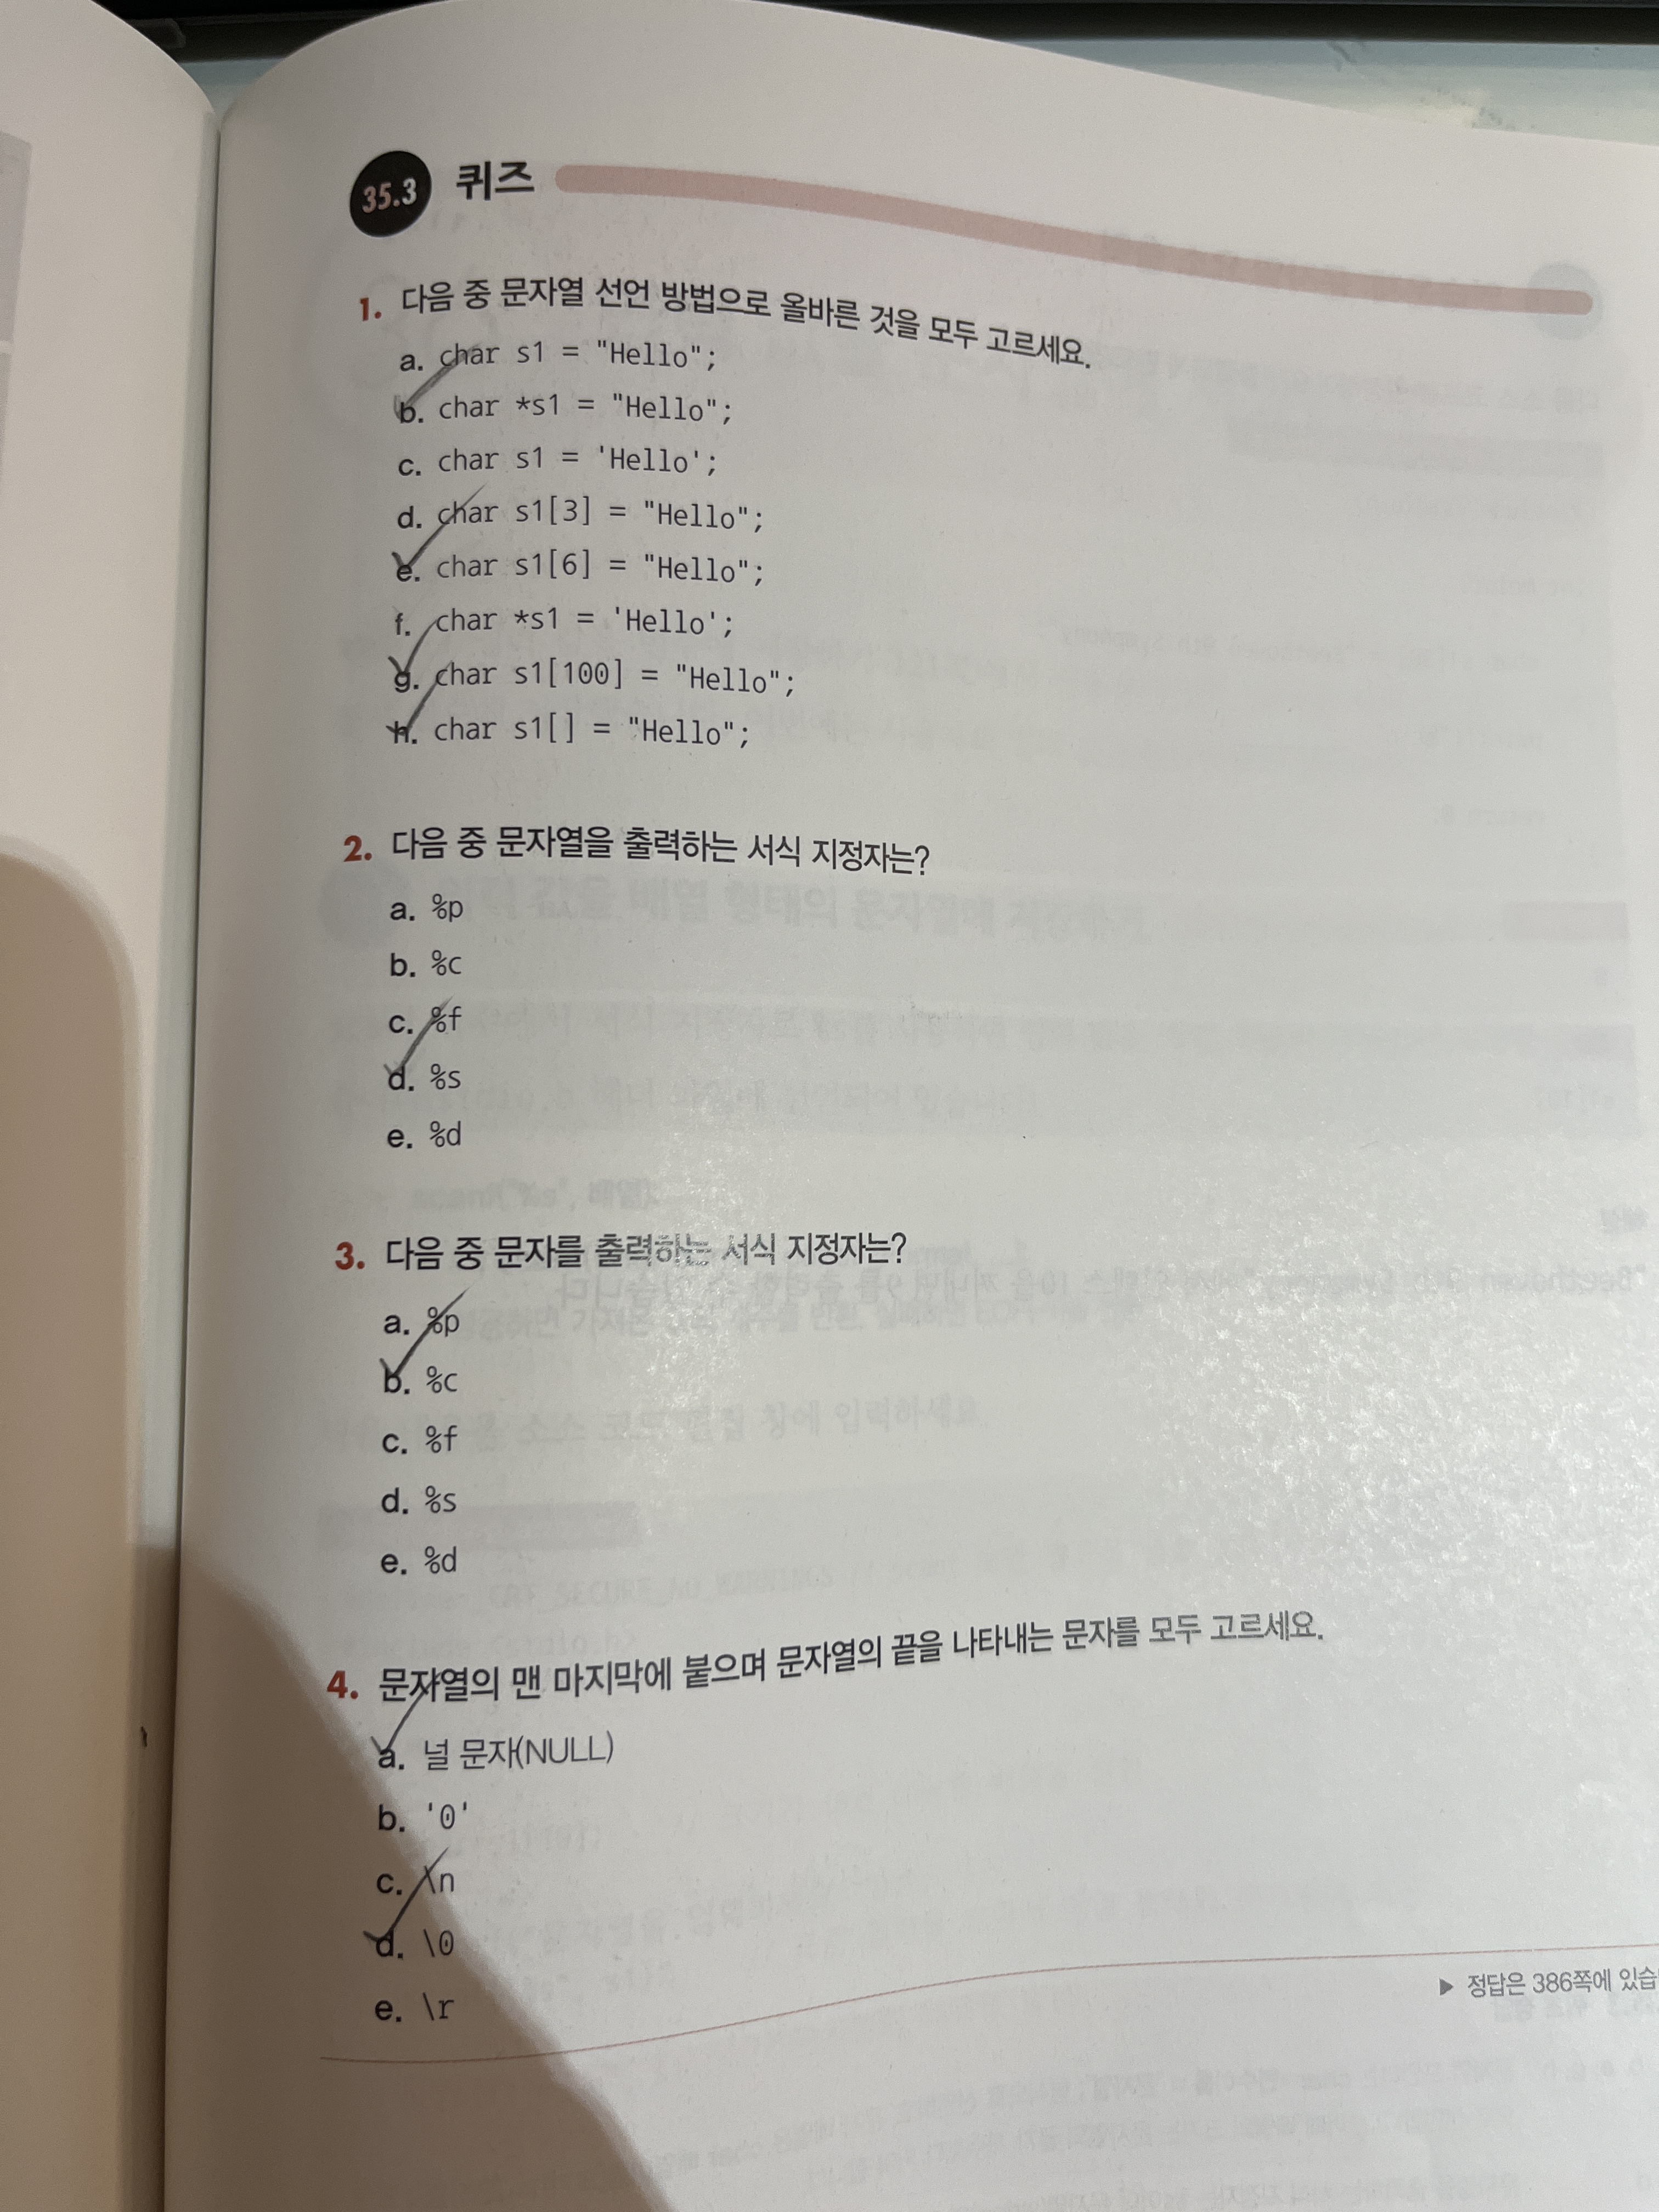 35.3 퀴즈
1. 다음 중 문자열 선언 방법으로 올바른 것을 모두 고르세요.
a. char s1 = "Hello";
b. char *s1 = "Hello";
c. char s1 = 'Hello';
d. char s1[3] = "Hello";
e. char s1[6] = "Hello";
f. char *s1 = 'Hello';
g. char s1[100] = "Hello";
h. char s1[] = "Hello";
2. 다음 중 문자열을 출력하는 서식 지정자는?
a. %p
b. %c
c. %f
d. %s
e. %d
3. 다음 중 문자를 출력하는 서식 지정자는?
a. %p
b. %c
c. %f
d. %s
e. %d
4. 문자열의 맨 마지막에 붙으며 문자열의 끝을 나타내는 문자를 모두 고르세요.
a. 널 문자(NULL)
b. '0'
c. \n
d. \0
e. \r
▶ 정답은 386쪽에 있습